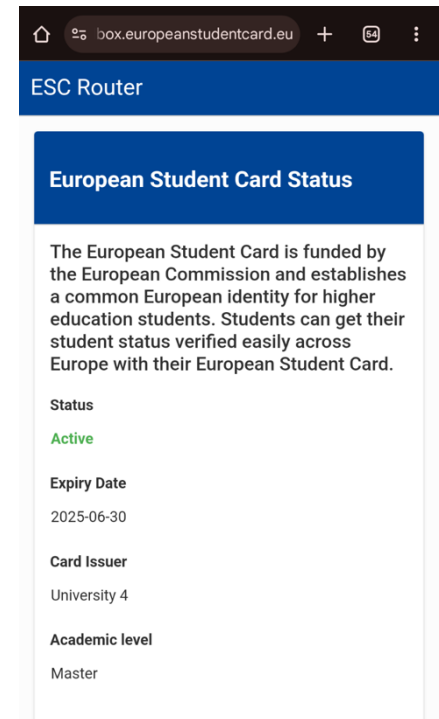 box.europeanstudentcard.eu
54
ESC Router
European Student Card Status
The European Student Card is funded by
the European Commission and establishes
a common European identity for higher
education students. Students can get their
student status verified easily across
Europe with their European Student Card.
Status
Active
Expiry Date
2025-06-30
Card Issuer
University 4
Academic level
Master